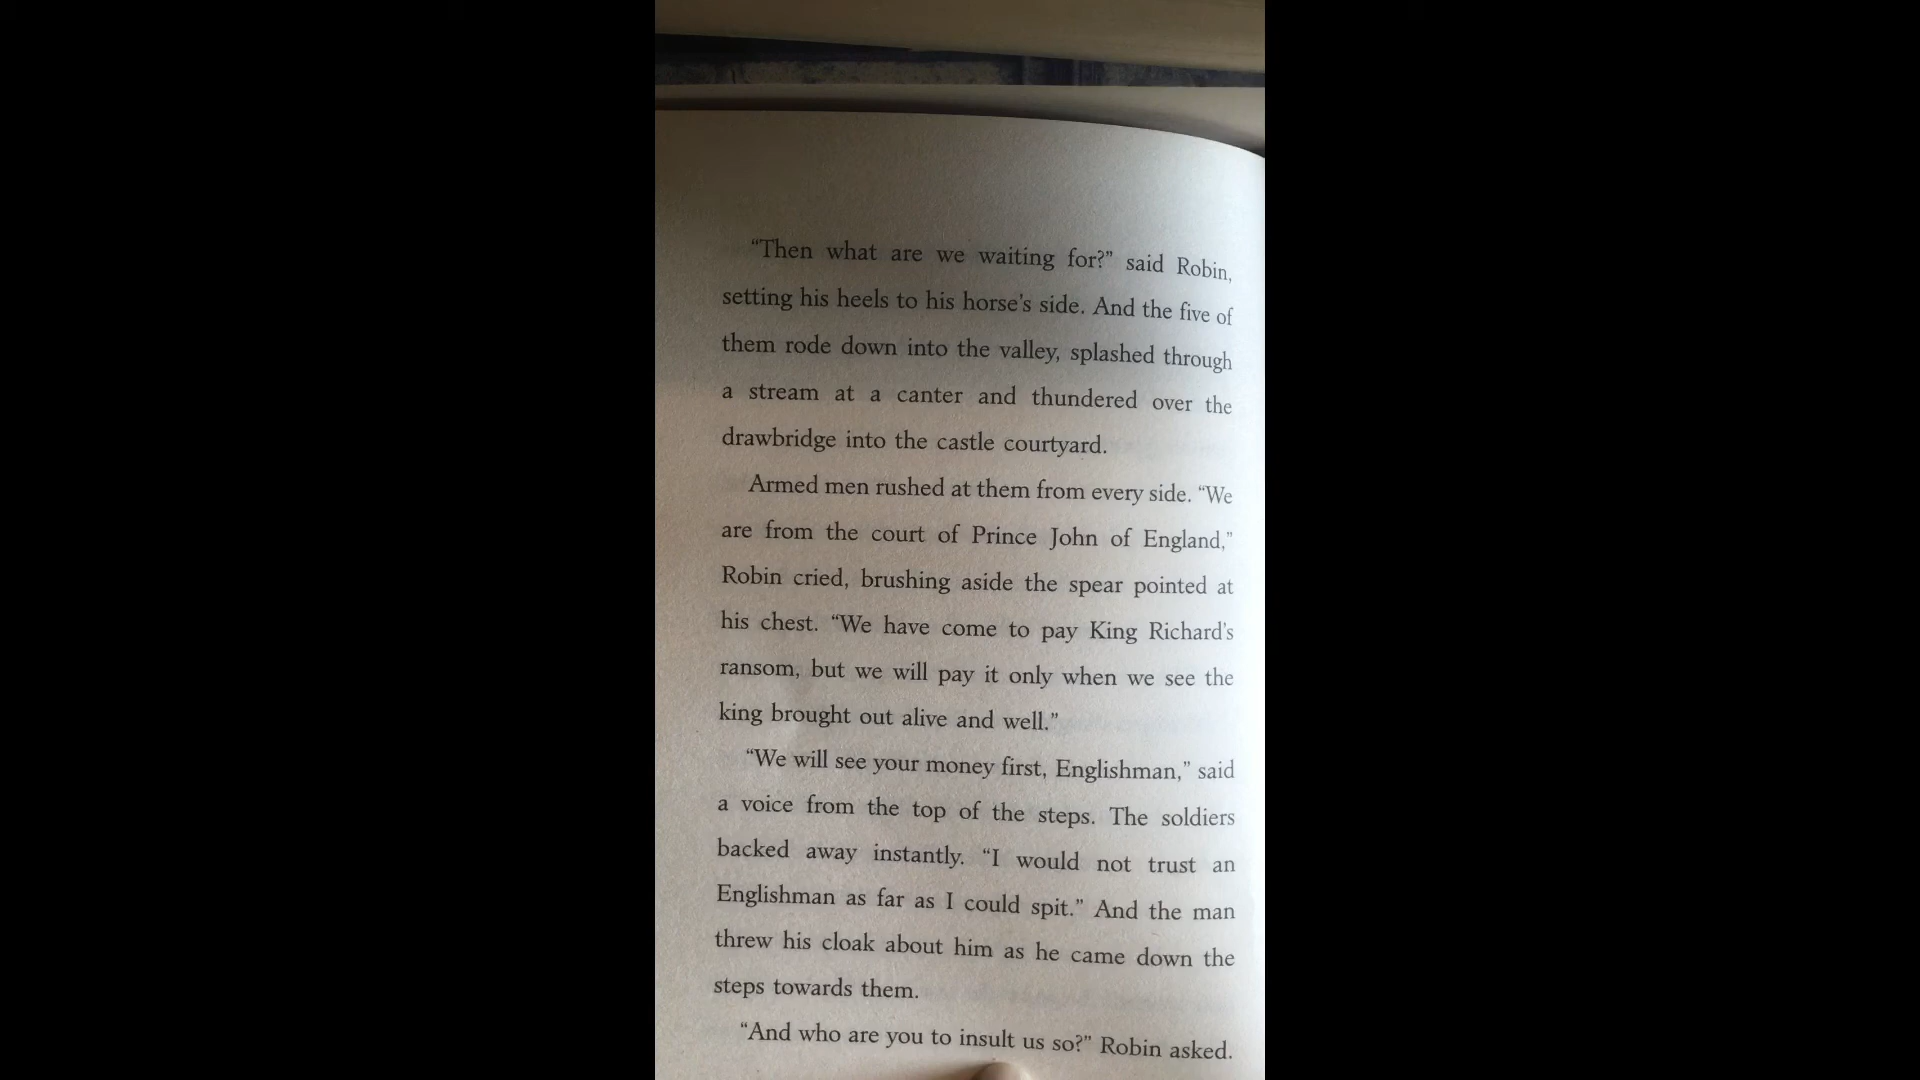 “Then what are we waiting for?” said Robin,
setting his heels to his horse's side. And the five of
them rode down into the valley, splashed through
a stream at a canter and thundered over the
drawbridge into the castle courtyard.
Armed men rushed at them from every side. “We
are from the court of Prince John of England,”
Robin cried, brushing aside the spear pointed at
his chest. “We have come to pay King Richard's
ransom, but we will pay it only when we see the
king brought out alive and well.”
“We will see your money first, Englishman,” said
a voice from the top of the steps. The soldiers
backed away instantly. “I would not trust an
Englishman as far as I could spit.” And the man
threw his cloak about him as he came down the
steps towards them.
“And who are you to insult us so?” Robin asked.